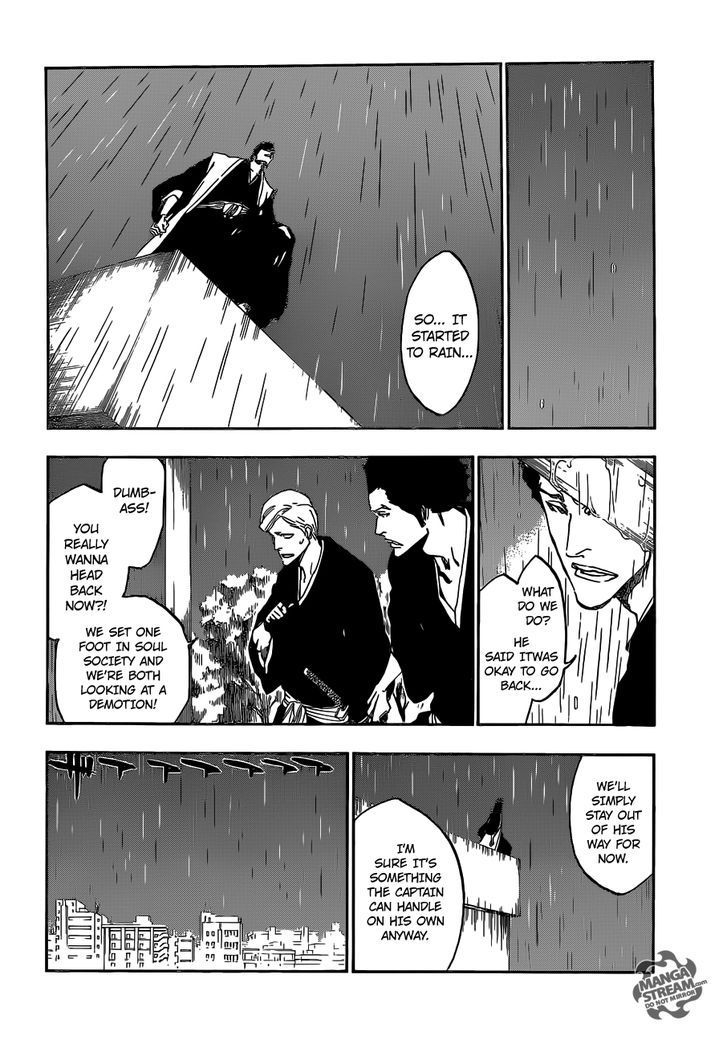 SO... IT
STARTED
TO RAIN...
WHAT
DO WE
DO?
HE
SAID ITWAS
OKAY TO GO
BACK...
DUMB-
ASS!
YOU
REALLY
WANNA
HEAD
BACK
NOW?!
WE SET ONE
FOOT IN SOUL
SOCIETY AND
WE'RE BOTH
LOOKING AT A
DEMOTION!
WE'LL
SIMPLY
STAY OUT
OF HIS
WAY FOR
NOW.
I'M
SURE IT'S
SOMETHING
THE CAPTAIN
CAN HANDLE
ON HIS OWN
ANYWAY.
MANGA
STREAM.com
DO NOT MIRROR